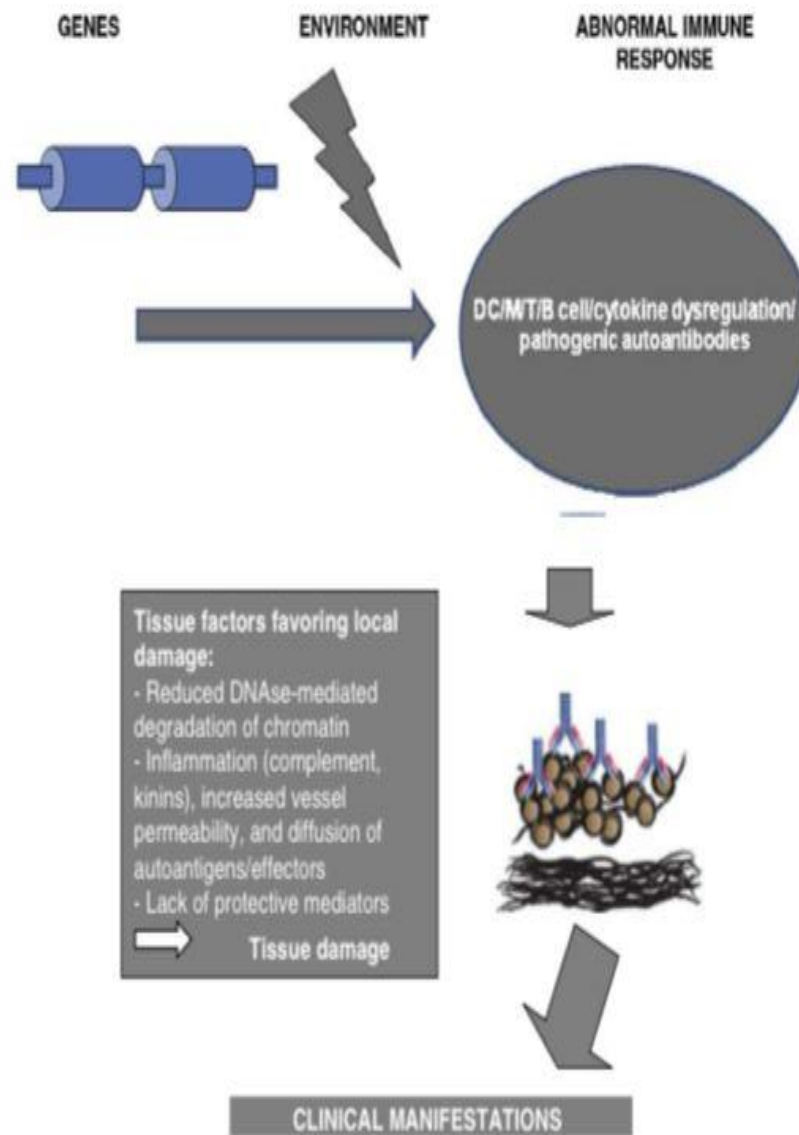 GENES
ENVIRONMENT
ABNORMAL IMMUNE
RESPONSE
DC/M/T/B cell/cytokine dysregulation/
pathogenic autoantibodies
Tissue factors favoring local
damage:
- Reduced DNAse-mediated
degradation of chromatin
- Inflammation (complement,
kinins), increased vessel
permeability, and diffusion of
autoantigens/effectors
- Lack of protective mediators
Tissue damage
CLINICAL MANIFESTATIONS